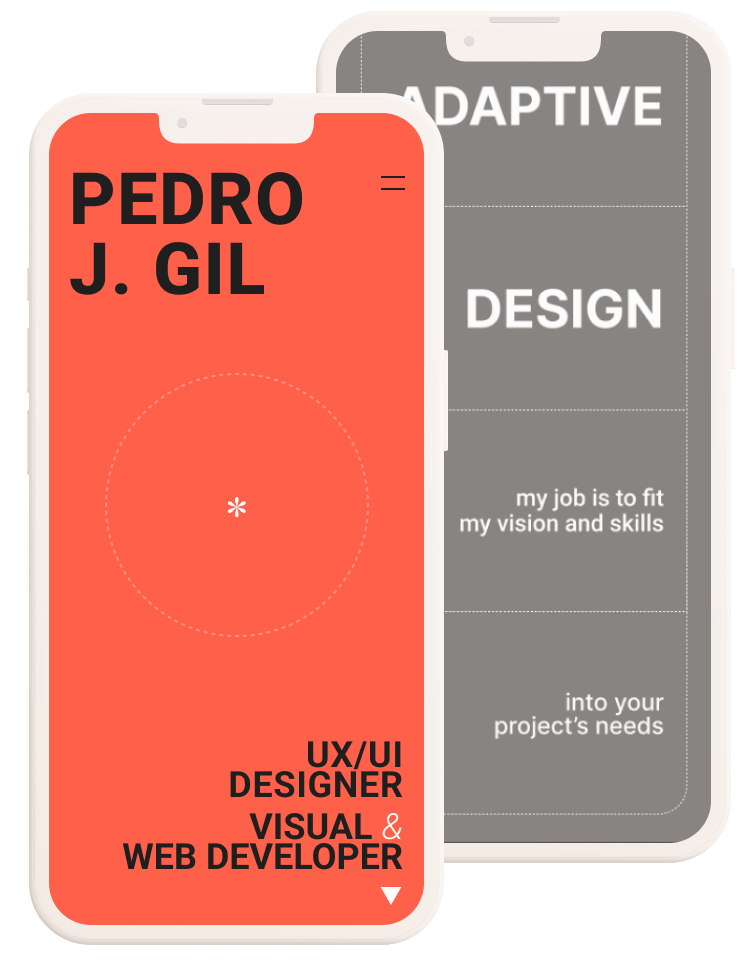 PEDRO
J. GIL
*
UX/UI
DESIGNER
VISUAL &
WEB DEVELOPER
ADAPTIVE
DESIGN
my job is to fit
my vision and skills
into your
project’s needs